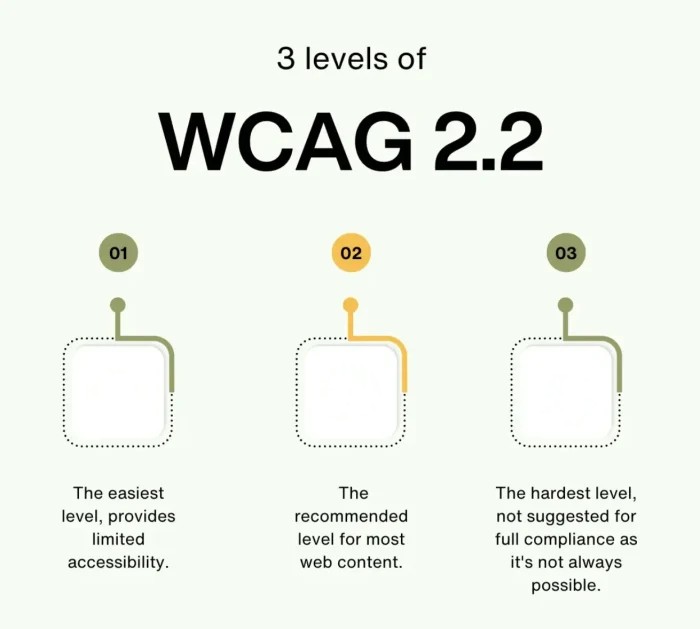 3 levels of
WCAG 2.2
01
02
03
The easiest
level, provides
limited
accessibility.
The
recommended
level for most
web content.
The hardest level,
not suggested for
full compliance as
it's not always
possible.